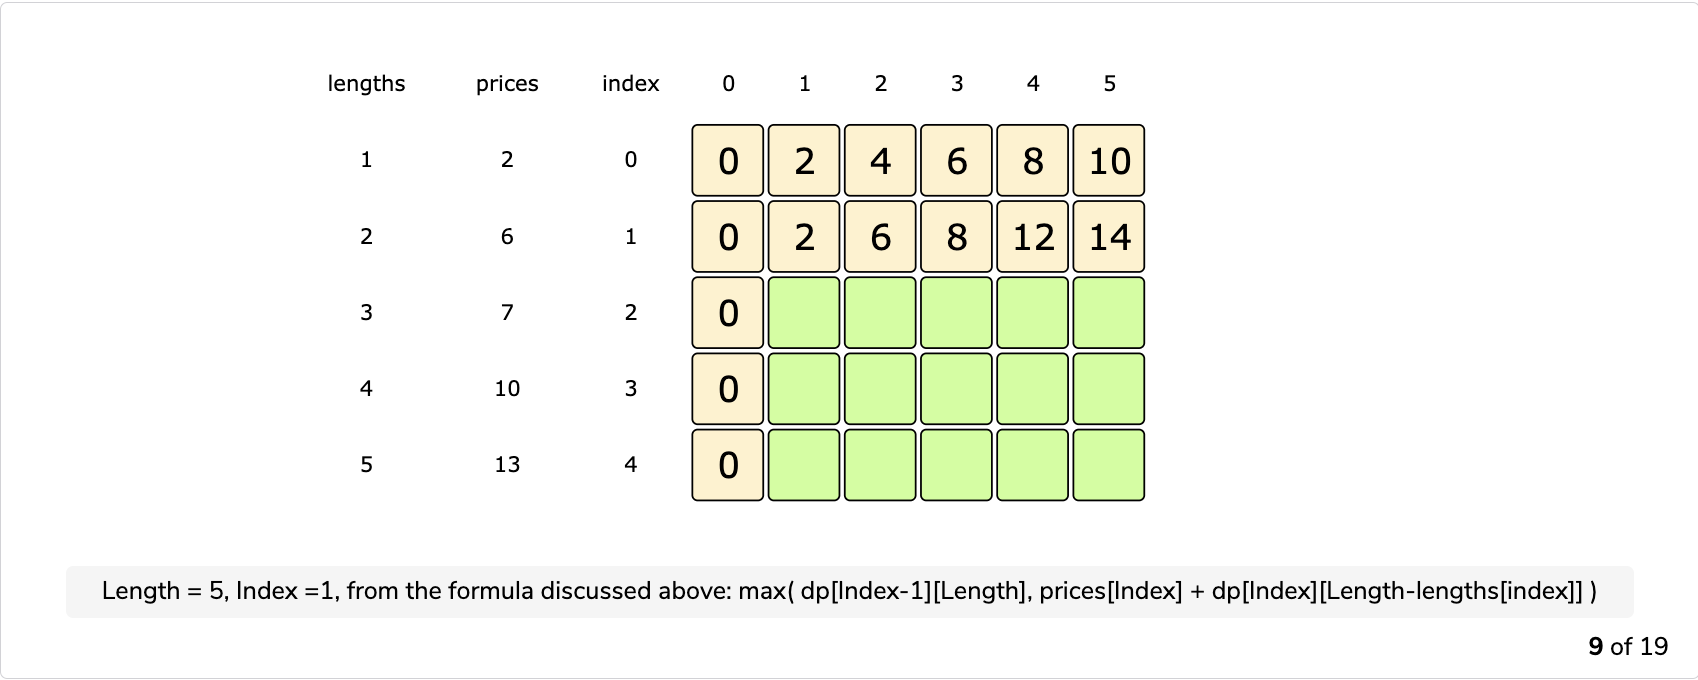 lengths prices index 0 1 2 3 4 5
1 2 0 0 2 4 6 8 10
2 6 1 0 2 6 8 12 14
3 7 2 0
4 10 3 0
5 13 4 0
Length = 5, Index =1, from the formula discussed above: max( dp[Index-1][Length], prices[Index] + dp[Index][Length-lengths[index]] )
9 of 19